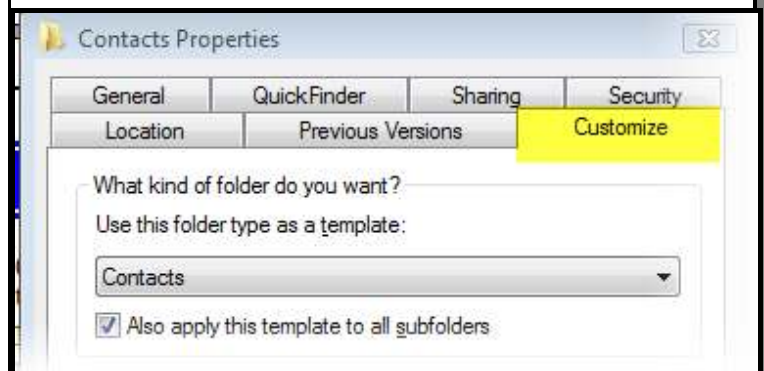 Contacts Properties
General QuickFinder Sharing Security
Location Previous Versions Customize
What kind of folder do you want?
Use this folder type as a template:
Contacts
Also apply this template to all subfolders